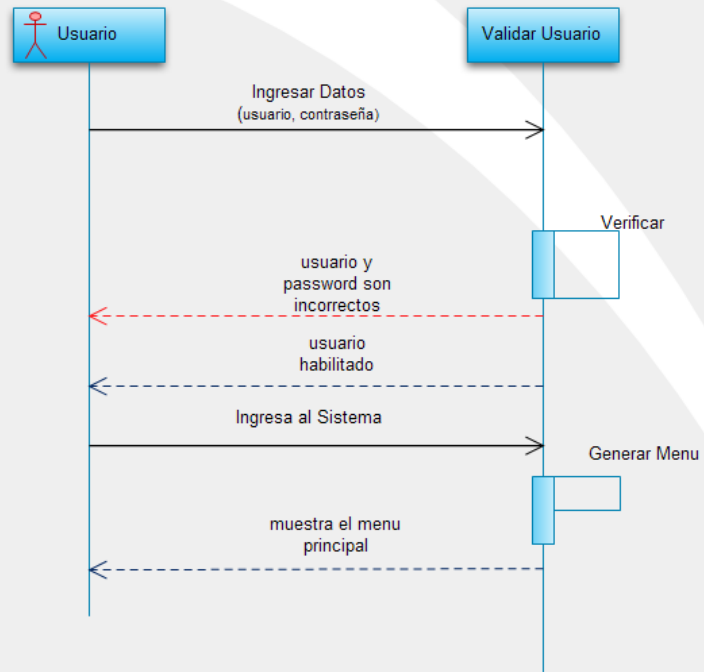 Usuario
Validar Usuario
Ingresar Datos
(usuario, contraseña)
Verificar
usuario y
password son
incorrectos
usuario
habilitado
Ingresa al Sistema
Generar Menu
muestra el menu
principal